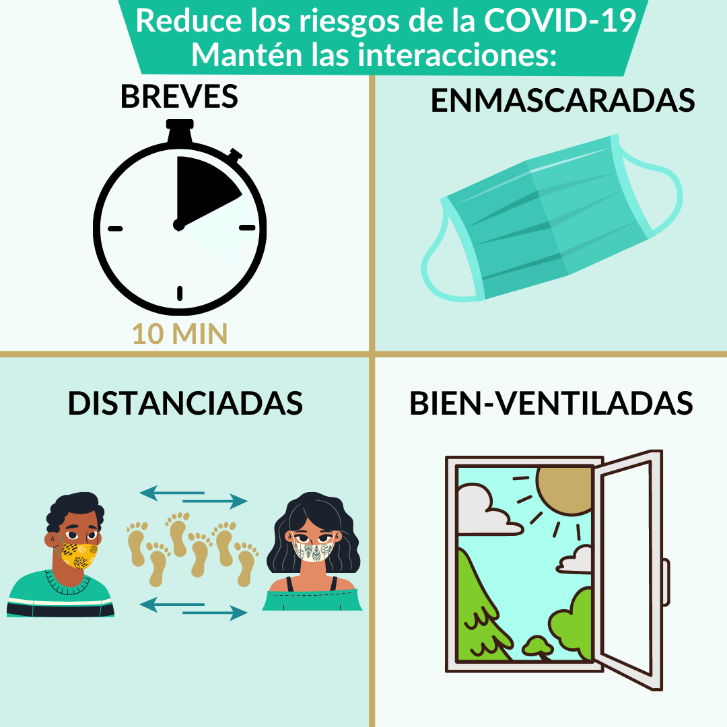 Reduce los riesgos de la COVID-19
Mantén las interacciones:
BREVES
ENMASCARADAS
10 MIN
DISTANCIADAS
BIEN-VENTILADAS